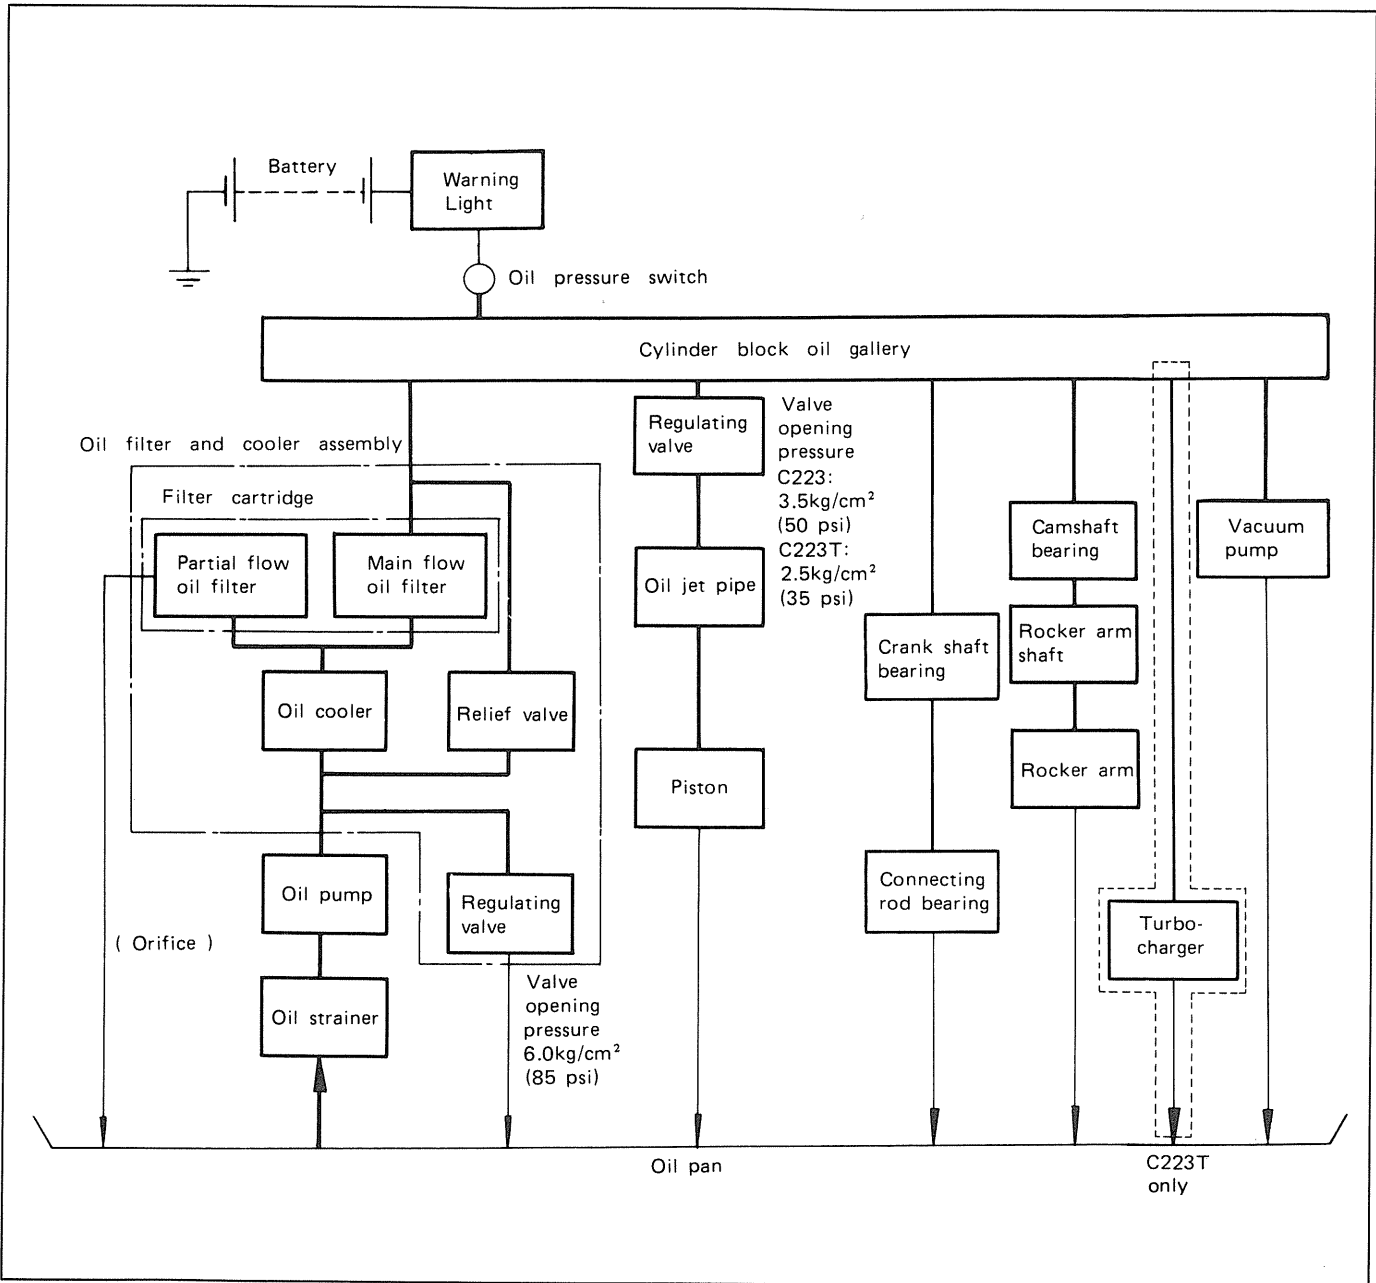 Battery
Warning
Light
Oil pressure switch
Cylinder block oil gallery
Oil filter and cooler assembly
Filter cartridge
Partial flow
oil filter
Main flow
oil filter
Oil cooler
Relief valve
Oil pump
Regulating
valve
( Orifice )
Oil strainer
Valve
opening
pressure
6.0kg/cm²
(85 psi)
Regulating
valve
Valve
opening
pressure
C223:
3.5kg/cm²
(50 psi)
C223T:
2.5kg/cm²
(35 psi)
Oil jet pipe
Piston
Crank shaft
bearing
Connecting
rod bearing
Camshaft
bearing
Rocker arm
shaft
Rocker arm
Turbo-
charger
Vacuum
pump
Oil pan
C223T
only